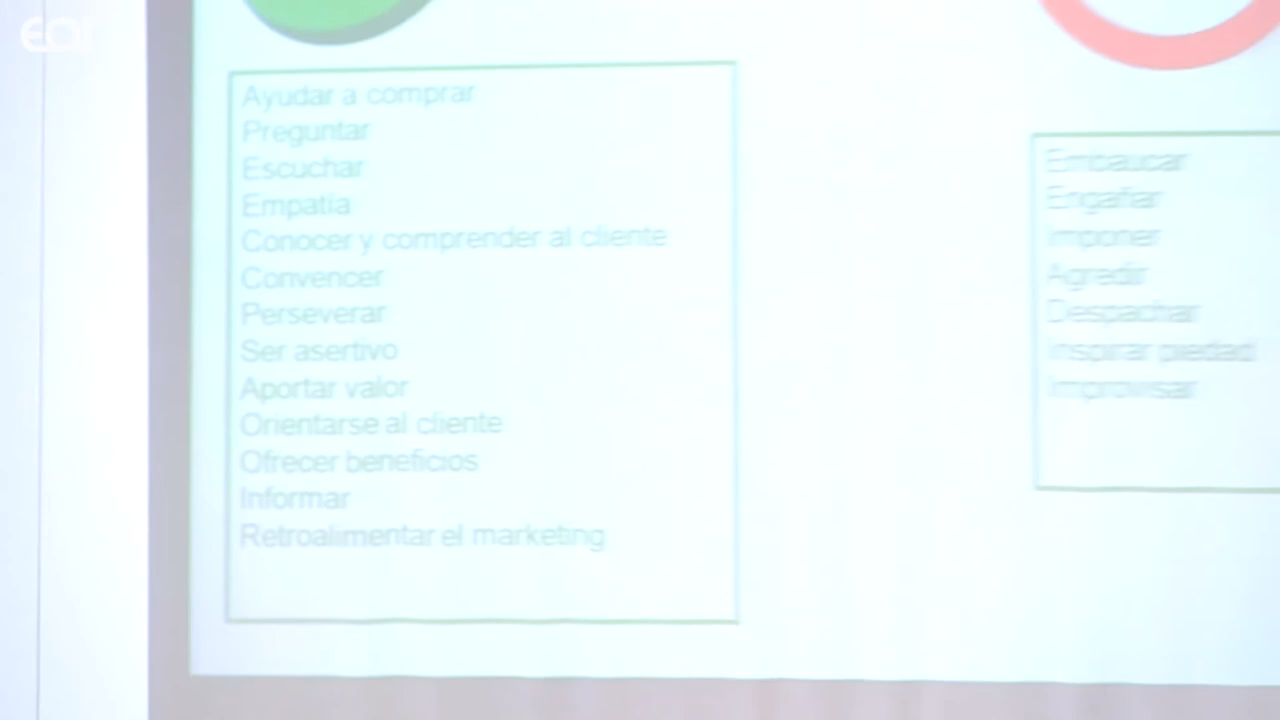 eoi
Ayudar a comprar
Preguntar
Escuchar
Empatía
Conocer y comprender al cliente
Convencer
Perseverar
Ser asertivo
Aportar valor
Orientarse al cliente
Ofrecer beneficios
Informar
Retroalimentar el marketing
Embaucar
Engañar
Imponer
Agredir
Despachar
Inspirar piedad
Improvisar